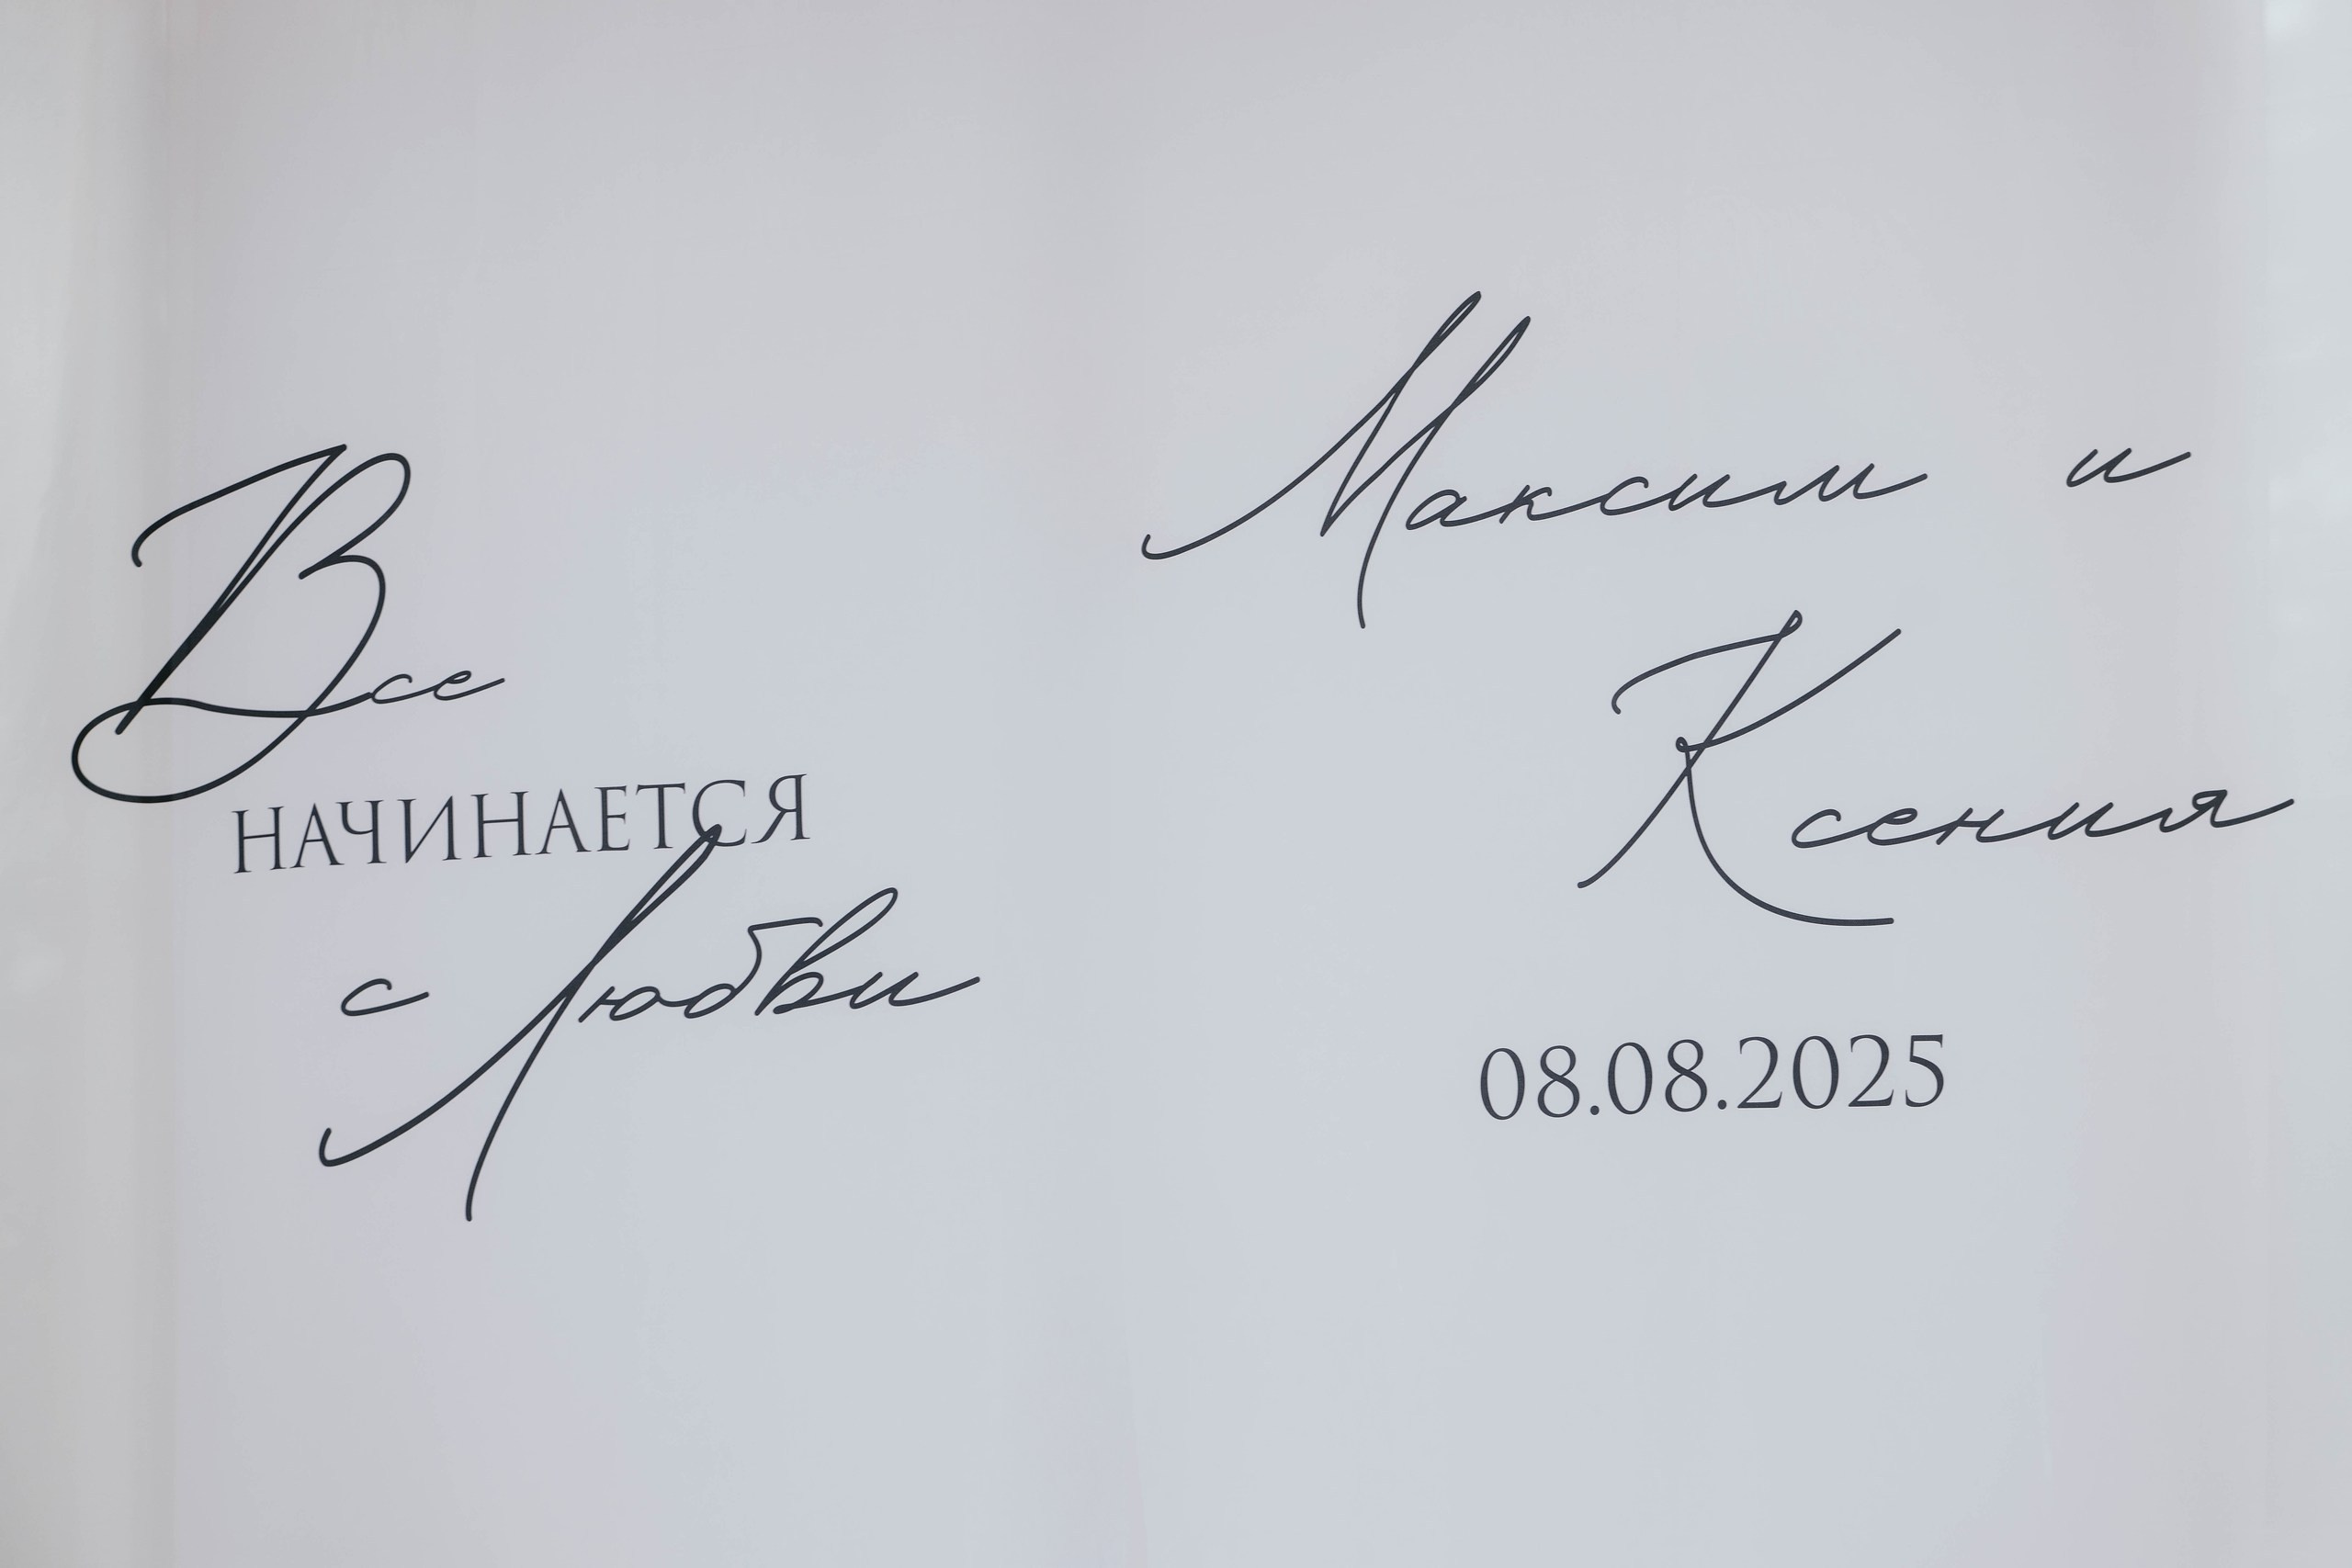 Все
НАЧИНАЕТСЯ
с Любви
Максим и
Ксения
08.08.2025